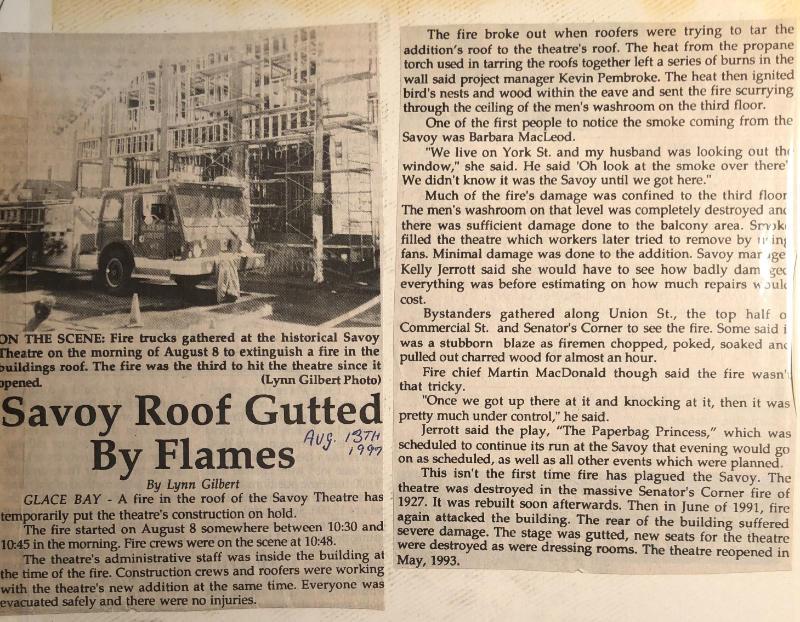 ON THE SCENE: Fire trucks gathered at the historical Savoy
Theatre on the morning of August 8 to extinguish a fire in the
buildings roof. The fire was the third to hit the theatre since it
opened. (Lynn Gilbert Photo)
Savoy Roof Gutted
By Flames
Aug. 13TH
1997
By Lynn Gilbert
GLACE BAY - A fire in the roof of the Savoy Theatre has
temporarily put the theatre's construction on hold.
The fire started on August 8 somewhere between 10:30 and
10:45 in the morning. Fire crews were on the scene at 10:48.
The theatre's administrative staff was inside the building at
the time of the fire. Construction crews and roofers were working
with the theatre's new addition at the same time. Everyone was
evacuated safely and there were no injuries.
The fire broke out when roofers were trying to tar the
addition's roof to the theatre's roof. The heat from the propane
torch used in tarring the roofs together left a series of burns in the
wall said project manager Kevin Pembroke. The heat then ignited
bird's nests and wood within the eave and sent the fire scurrying
through the ceiling of the men's washroom on the third floor.
One of the first people to notice the smoke coming from the
Savoy was Barbara MacLeod.
"We live on York St. and my husband was looking out the
window," she said. He said 'Oh look at the smoke over there'
We didn't know it was the Savoy until we got here."
Much of the fire's damage was confined to the third floor
The men's washroom on that level was completely destroyed and
there was sufficient damage done to the balcony area. Smoke
filled the theatre which workers later tried to remove by using
fans. Minimal damage was done to the addition. Savoy manager
Kelly Jerrott said she would have to see how badly damaged
everything was before estimating on how much repairs would
cost.
Bystanders gathered along Union St., the top half o
Commercial St. and Senator's Corner to see the fire. Some said i
was a stubborn blaze as firemen chopped, poked, soaked and
pulled out charred wood for almost an hour.
Fire chief Martin MacDonald though said the fire wasn't
that tricky.
"Once we got up there at it and knocking at it, then it was
pretty much under control," he said.
Jerrott said the play, "The Paperbag Princess," which was
scheduled to continue its run at the Savoy that evening would go
on as scheduled, as well as all other events which were planned.
This isn't the first time fire has plagued the Savoy. The
theatre was destroyed in the massive Senator's Corner fire of
1927. It was rebuilt soon afterwards. Then in June of 1991, fire
again attacked the building. The rear of the building suffered
severe damage. The stage was gutted, new seats for the theatre
were destroyed as were dressing rooms. The theatre reopened in
May, 1993.